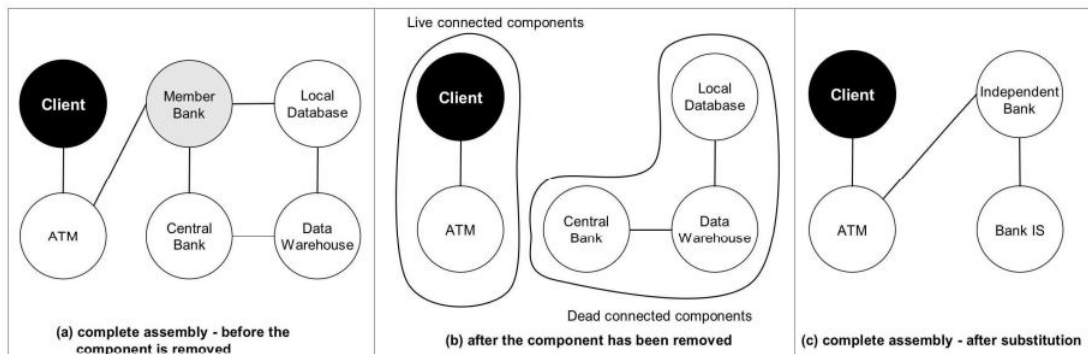 Client
Member
Bank
Local
Database
ATM
Central
Bank
Data
Warehouse
(a) complete assembly - before the
component is removed
Live connected components
Client
Local
Database
ATM
Central
Bank
Data
Warehouse
Dead connected components
(b) after the component has been removed
Client
Independent
Bank
ATM
Bank IS
(c) complete assembly - after substitution